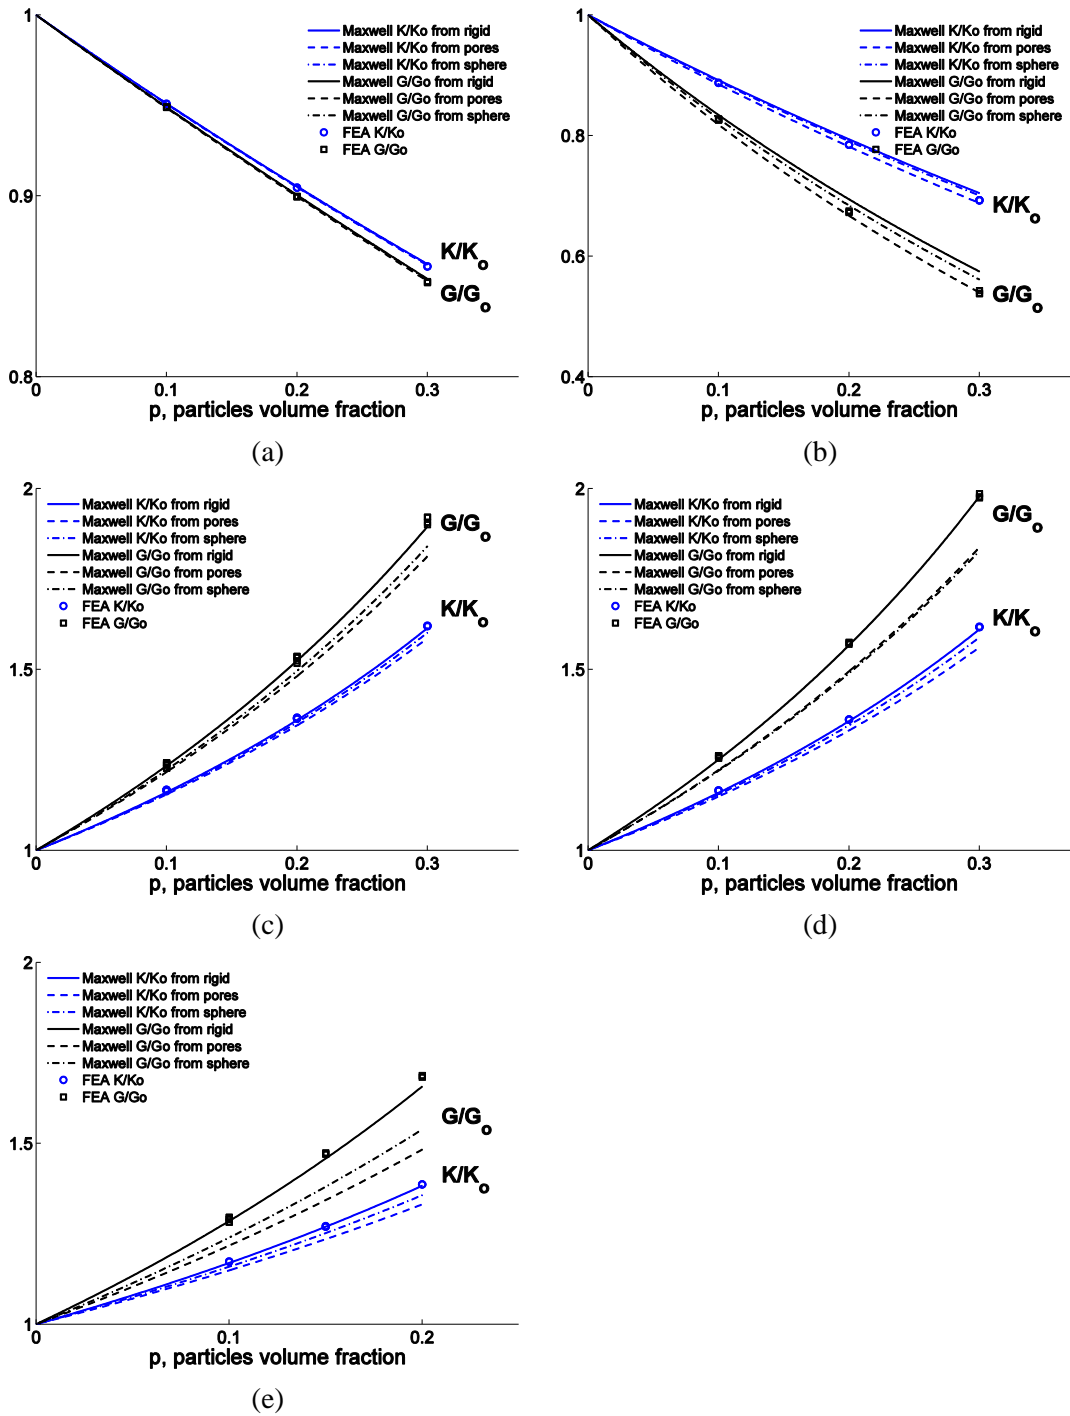 1
0.9
0.8
Maxwell K/Ko from rigid
Maxwell K/Ko from pores
Maxwell K/Ko from sphere
Maxwell G/Go from rigid
Maxwell G/Go from pores
Maxwell G/Go from sphere
FEA K/Ko
FEA G/Go
K/Ko
G/Go
0 0.1 0.2 0.3
p, particles volume fraction
(a)
1
0.8
0.6
0.4
Maxwell K/Ko from rigid
Maxwell K/Ko from pores
Maxwell K/Ko from sphere
Maxwell G/Go from rigid
Maxwell G/Go from pores
Maxwell G/Go from sphere
FEA K/Ko
FEA G/Go
K/Ko
G/Go
0 0.1 0.2 0.3
p, particles volume fraction
(b)
2
1.5
1
Maxwell K/Ko from rigid
Maxwell K/Ko from pores
Maxwell K/Ko from sphere
Maxwell G/Go from rigid
Maxwell G/Go from pores
Maxwell G/Go from sphere
FEA K/Ko
FEA G/Go
G/Go
K/Ko
0 0.1 0.2 0.3
p, particles volume fraction
(c)
2
1.5
1
Maxwell K/Ko from rigid
Maxwell K/Ko from pores
Maxwell K/Ko from sphere
Maxwell G/Go from rigid
Maxwell G/Go from pores
Maxwell G/Go from sphere
FEA K/Ko
FEA G/Go
G/Go
K/Ko
0 0.1 0.2 0.3
p, particles volume fraction
(d)
2
1.5
1
Maxwell K/Ko from rigid
Maxwell K/Ko from pores
Maxwell K/Ko from sphere
Maxwell G/Go from rigid
Maxwell G/Go from pores
Maxwell G/Go from sphere
FEA K/Ko
FEA G/Go
G/Go
K/Ko
0 0.1 0.2
p, particles volume fraction
(e)